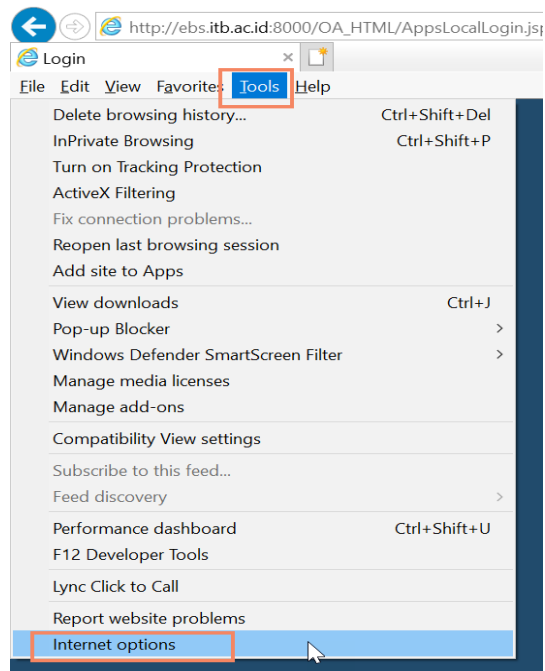 http://ebs.itb.ac.id:8000/OA_HTML/AppsLocalLogin.jsp
Login
File Edit View Favorites Tools Help
Delete browsing history... Ctrl+Shift+Del
InPrivate Browsing Ctrl+Shift+P
Turn on Tracking Protection
ActiveX Filtering
Fix connection problems...
Reopen last browsing session
Add site to Apps
View downloads Ctrl+J
Pop-up Blocker
Windows Defender SmartScreen Filter
Manage media licenses
Manage add-ons
Compatibility View settings
Subscribe to this feed...
Feed discovery
Performance dashboard Ctrl+Shift+U
F12 Developer Tools
Lync Click to Call
Report website problems
Internet options